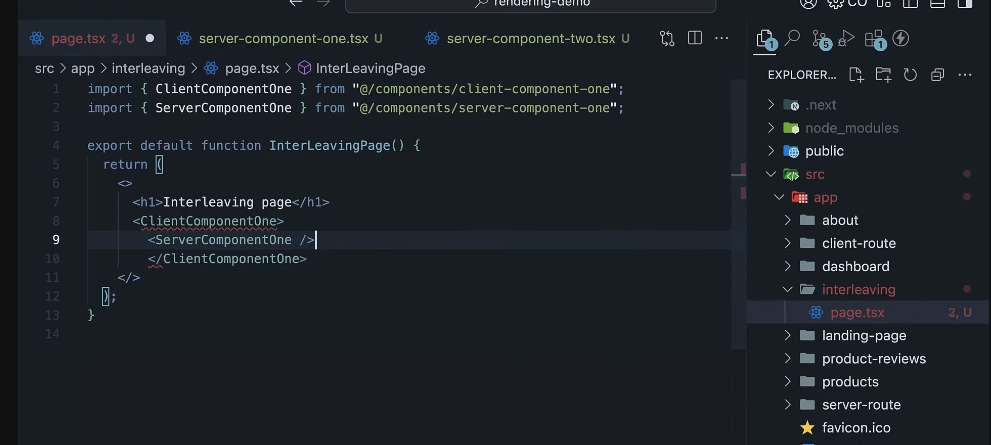 rendering-demo
page.tsx 2, U
server-component-one.tsx U
server-component-two.tsx U
1 5 1
src > app > interleaving > page.tsx > InterLeavingPage
EXPLORER...
1 import { ClientComponentOne } from "@/components/client-component-one";
2 import { ServerComponentOne } from "@/components/server-component-one";
3
4 export default function InterLeavingPage() {
5 return (
6 <>
7 <h1>Interleaving page</h1>
8 <ClientComponentOne>
9 <ServerComponentOne />
10 </ClientComponentOne>
11 </>
12 );
13 }
14
.next
node_modules
public
src
app
about
client-route
dashboard
interleaving
page.tsx 2, U
landing-page
product-reviews
products
server-route
favicon.ico